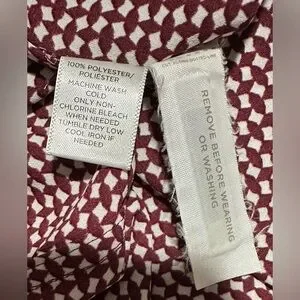 100% POLYESTER/
POLIÉSTER
MACHINE WASH
COLD
ONLY NON-
CHLORINE BLEACH
WHEN NEEDED
TUMBLE DRY LOW
COOL IRON IF
NEEDED
REMOVE BEFORE WEARING
OR WASHING